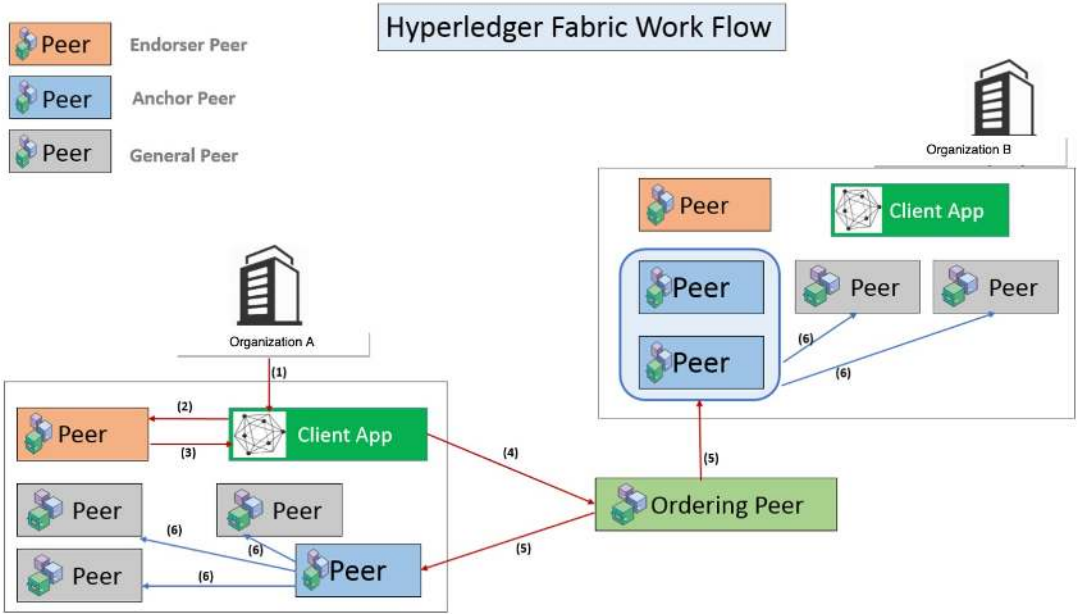 Hyperledger Fabric Work Flow
Peer
Endorser Peer
Peer
Anchor Peer
Peer
General Peer
Organization B
Peer
Client App
Peer
Peer
Peer
Peer
(6)
(6)
Organization A
(1)
Peer
(2)
(3)
Client App
(4)
(5)
Ordering Peer
(5)
Peer
Peer
(6)
(6)
Peer
(6)
Peer